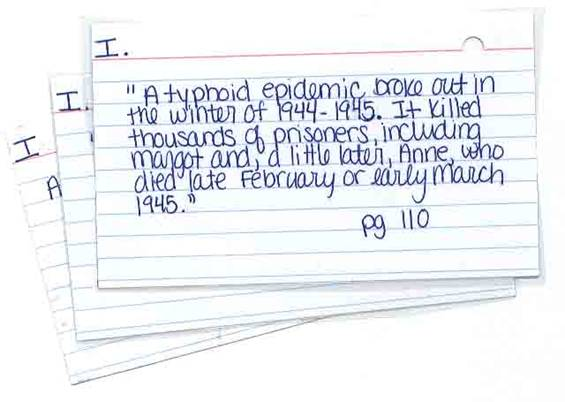 I.
"A typhoid epidemic broke out in
the winter of 1944-1945. It killed
thousands of prisoners, including
margot and, a little later, Anne, who
died late February or early March
1945."
pg 110
I.
"
I
A